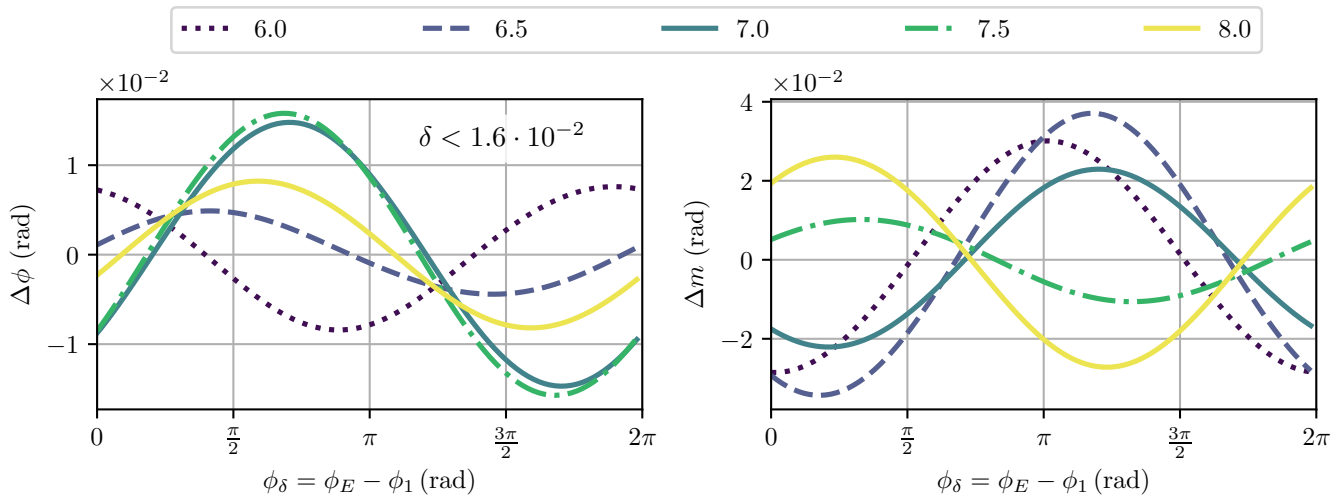 6.0 6.5 7.0 7.5 8.0
×10⁻² ×10⁻²
δ < 1.6 · 10⁻²
1
0
−1
Δϕ (rad)
0 π/2 π 3π/2 2π
ϕ_δ = ϕ_E − ϕ_1 (rad)
4
2
0
−2
Δm (rad)
0 π/2 π 3π/2 2π
ϕ_δ = ϕ_E − ϕ_1 (rad)